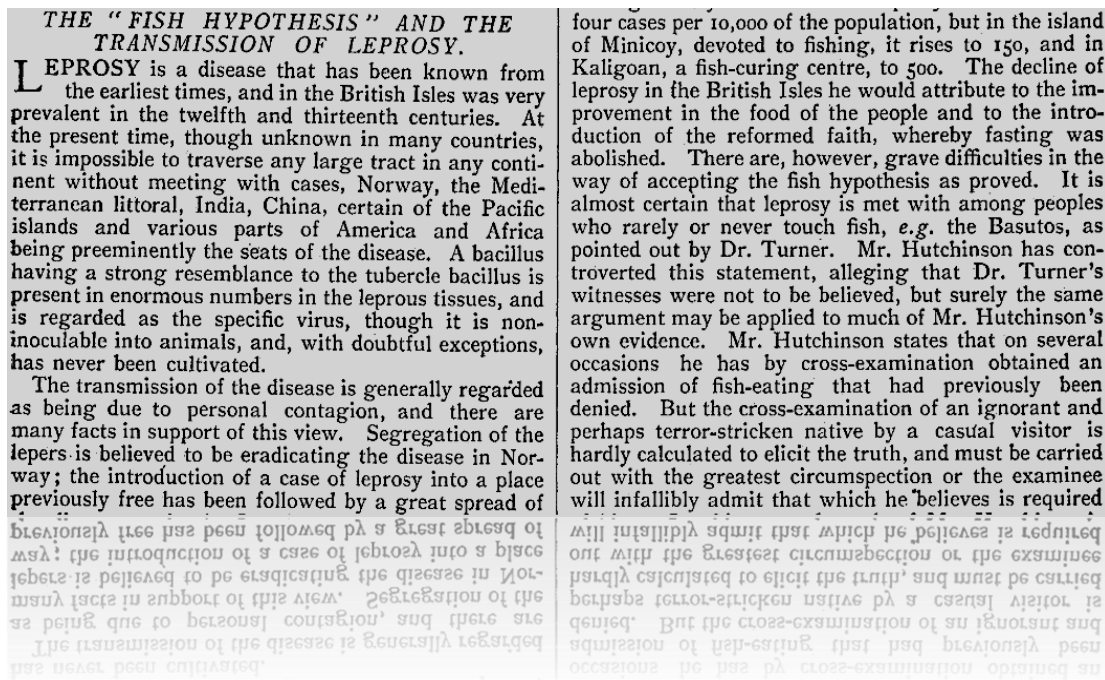 THE "FISH HYPOTHESIS" AND THE
TRANSMISSION OF LEPROSY.
LEPROSY is a disease that has been known from
the earliest times, and in the British Isles was very
prevalent in the twelfth and thirteenth centuries. At
the present time, though unknown in many countries,
it is impossible to traverse any large tract in any conti-
nent without meeting with cases, Norway, the Medi-
terranean littoral, India, China, certain of the Pacific
islands and various parts of America and Africa
being preeminently the seats of the disease. A bacillus
having a strong resemblance to the tubercle bacillus is
present in enormous numbers in the leprous tissues, and
is regarded as the specific virus, though it is non-
inoculable into animals, and, with doubtful exceptions,
has never been cultivated.
The transmission of the disease is generally regarded
as being due to personal contagion, and there are
many facts in support of this view. Segregation of the
lepers is believed to be eradicating the disease in Nor-
way; the introduction of a case of leprosy into a place
previously free has been followed by a great spread of
four cases per 10,000 of the population, but in the island
of Minicoy, devoted to fishing, it rises to 150, and in
Kaligoan, a fish-curing centre, to 500. The decline of
leprosy in the British Isles he would attribute to the im-
provement in the food of the people and to the intro-
duction of the reformed faith, whereby fasting was
abolished. There are, however, grave difficulties in the
way of accepting the fish hypothesis as proved. It is
almost certain that leprosy is met with among peoples
who rarely or never touch fish, e.g. the Basutos, as
pointed out by Dr. Turner. Mr. Hutchinson has con-
troverted this statement, alleging that Dr. Turner's
witnesses were not to be believed, but surely the same
argument may be applied to much of Mr. Hutchinson's
own evidence. Mr. Hutchinson states that on several
occasions he has by cross-examination obtained an
admission of fish-eating that had previously been
denied. But the cross-examination of an ignorant and
perhaps terror-stricken native by a casual visitor is
hardly calculated to elicit the truth, and must be carried
out with the greatest circumspection or the examinee
will infallibly admit that which he believes is required